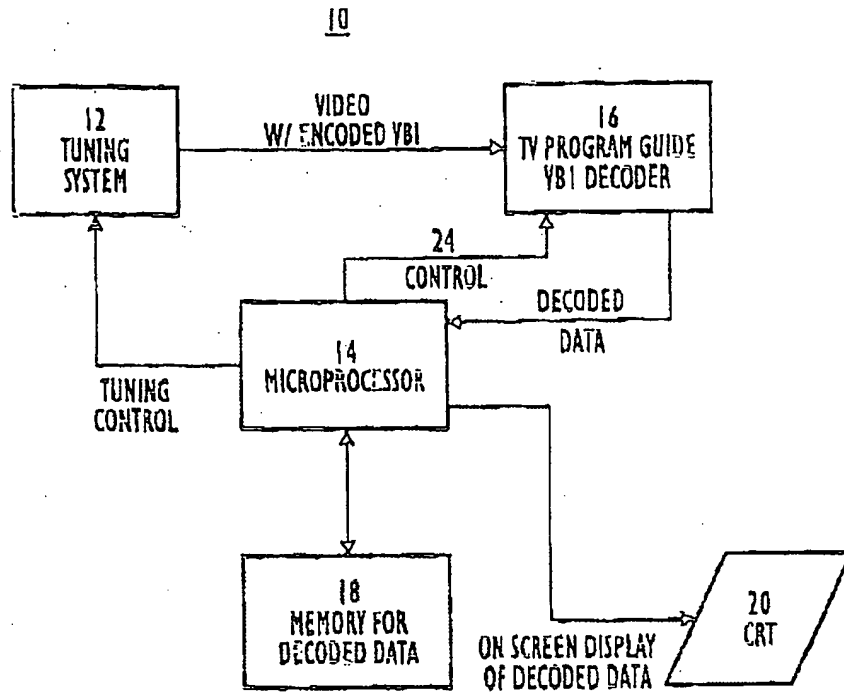 10
12
TUNING
SYSTEM
VIDEO
W/ ENCODED VBI
16
TV PROGRAM GUIDE
VBI DECODER
24
CONTROL
DECODED
DATA
14
MICROPROCESSOR
TUNING
CONTROL
18
MEMORY FOR
DECODED DATA
ON SCREEN DISPLAY
OF DECODED DATA
20
CRT